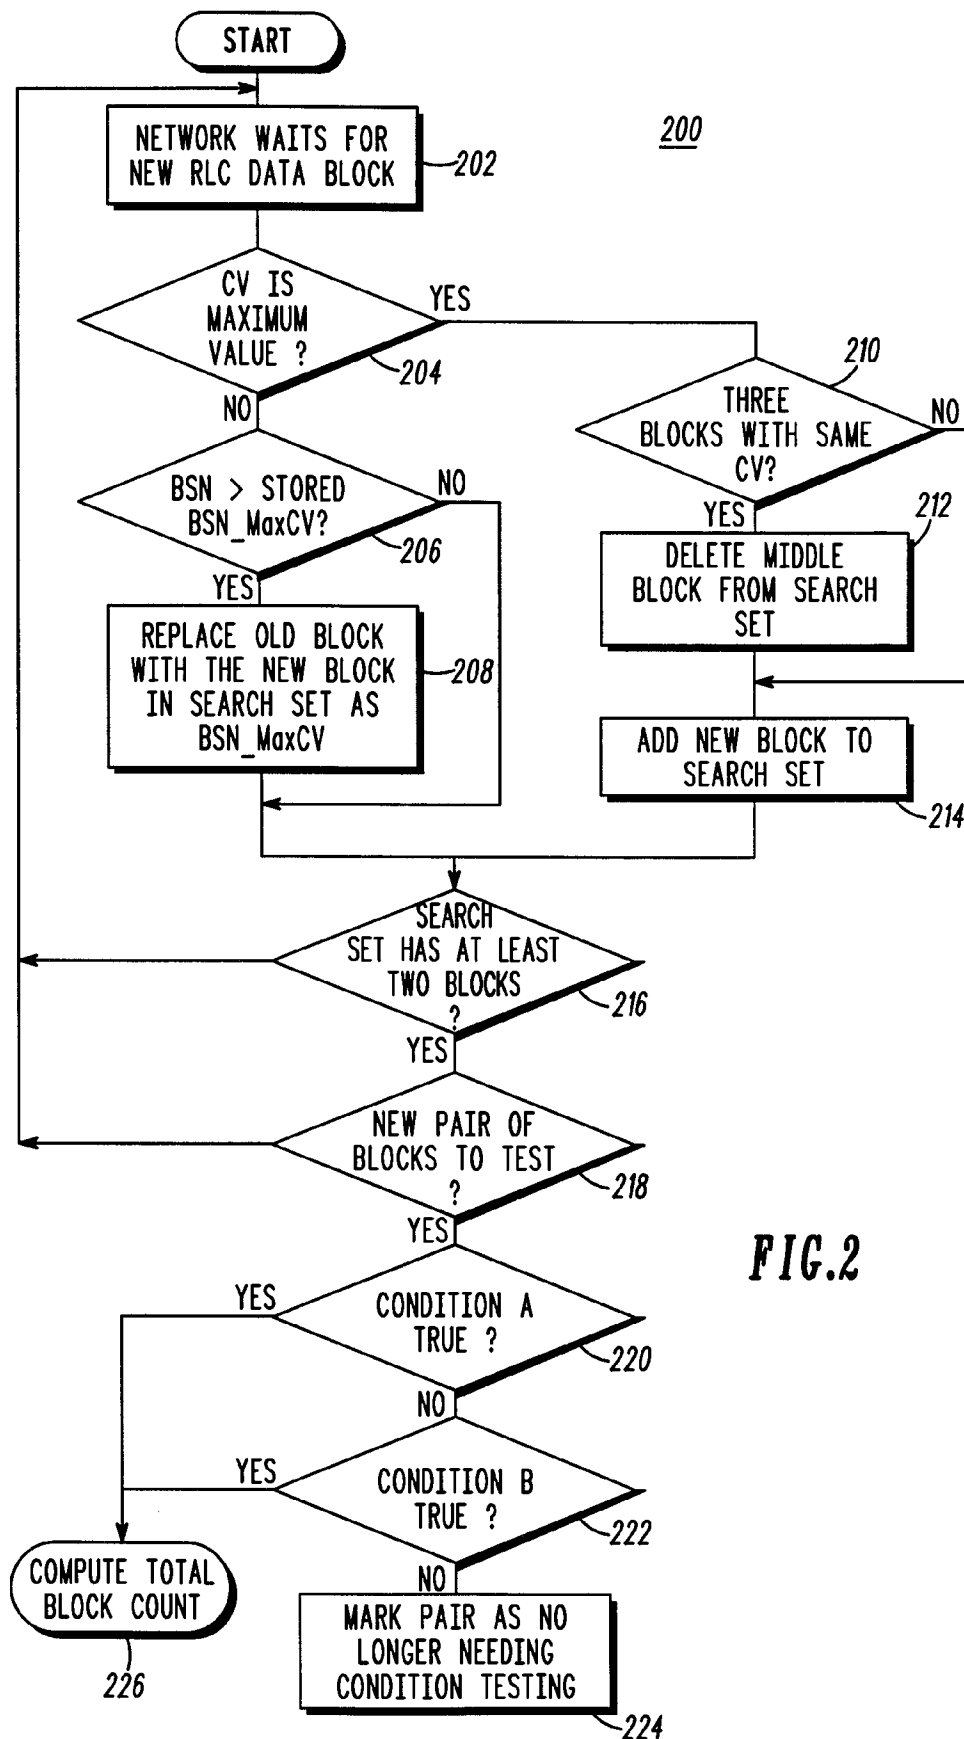 START
200
NETWORK WAITS FOR
NEW RLC DATA BLOCK
202
CV IS
MAXIMUM
VALUE ?
YES
204
NO
210
THREE
BLOCKS WITH SAME
CV?
NO
YES
BSN > STORED
BSN_MaxCV?
NO
206
YES
212
DELETE MIDDLE
BLOCK FROM SEARCH
SET
REPLACE OLD BLOCK
WITH THE NEW BLOCK
IN SEARCH SET AS
BSN_MaxCV
208
ADD NEW BLOCK TO
SEARCH SET
214
SEARCH
SET HAS AT LEAST
TWO BLOCKS
?
216
YES
NEW PAIR OF
BLOCKS TO TEST
?
218
YES
FIG.2
YES
CONDITION A
TRUE ?
220
NO
YES
CONDITION B
TRUE ?
222
NO
COMPUTE TOTAL
BLOCK COUNT
226
MARK PAIR AS NO
LONGER NEEDING
CONDITION TESTING
224